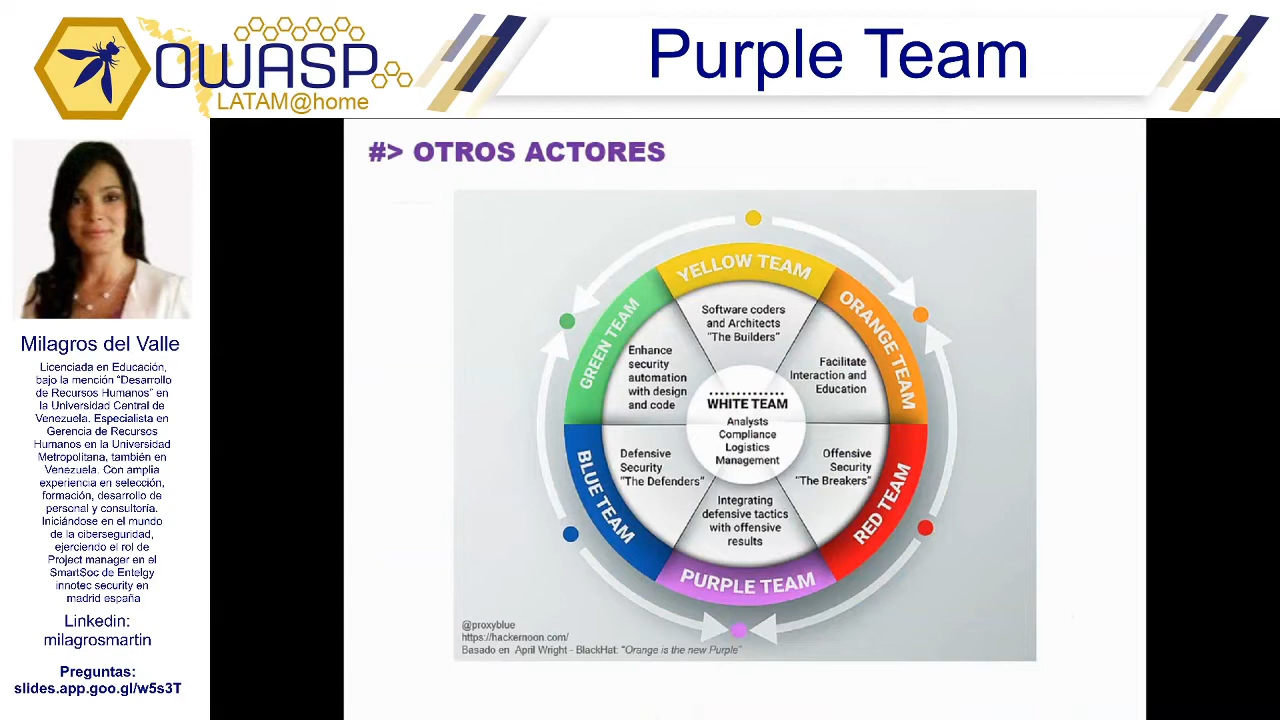 OWASP
LATAM@home
Purple Team
Milagros del Valle
Licenciada en Educación,
bajo la mención “Desarrollo
de Recursos Humanos” en
la Universidad Central de
Venezuela. Especialista en
Gerencia de Recursos
Humanos en la Universidad
Metropolitana, también en
Venezuela. Con amplia
experiencia en selección,
formación, desarrollo de
personal y consultoría.
Iniciándose en el mundo
de la ciberseguridad,
ejerciendo el rol de
Project manager en el
SmartSoc de Entelgy
innotec security en
madrid españa
Linkedin:
milagrosmartin
Preguntas:
slides.app.goo.gl/w5s3T
#> OTROS ACTORES
YELLOW TEAM
Software coders
and Architects
"The Builders"
ORANGE TEAM
Facilitate
Interaction and
Education
RED TEAM
Offensive
Security
"The Breakers"
PURPLE TEAM
Integrating
defensive tactics
with offensive
results
BLUE TEAM
Defensive
Security
"The Defenders"
GREEN TEAM
Enhance
security
automation
with design
and code
WHITE TEAM
Analysts
Compliance
Logistics
Management
@proxyblue
https://hackernoon.com/
Basado en April Wright - BlackHat: "Orange is the new Purple"